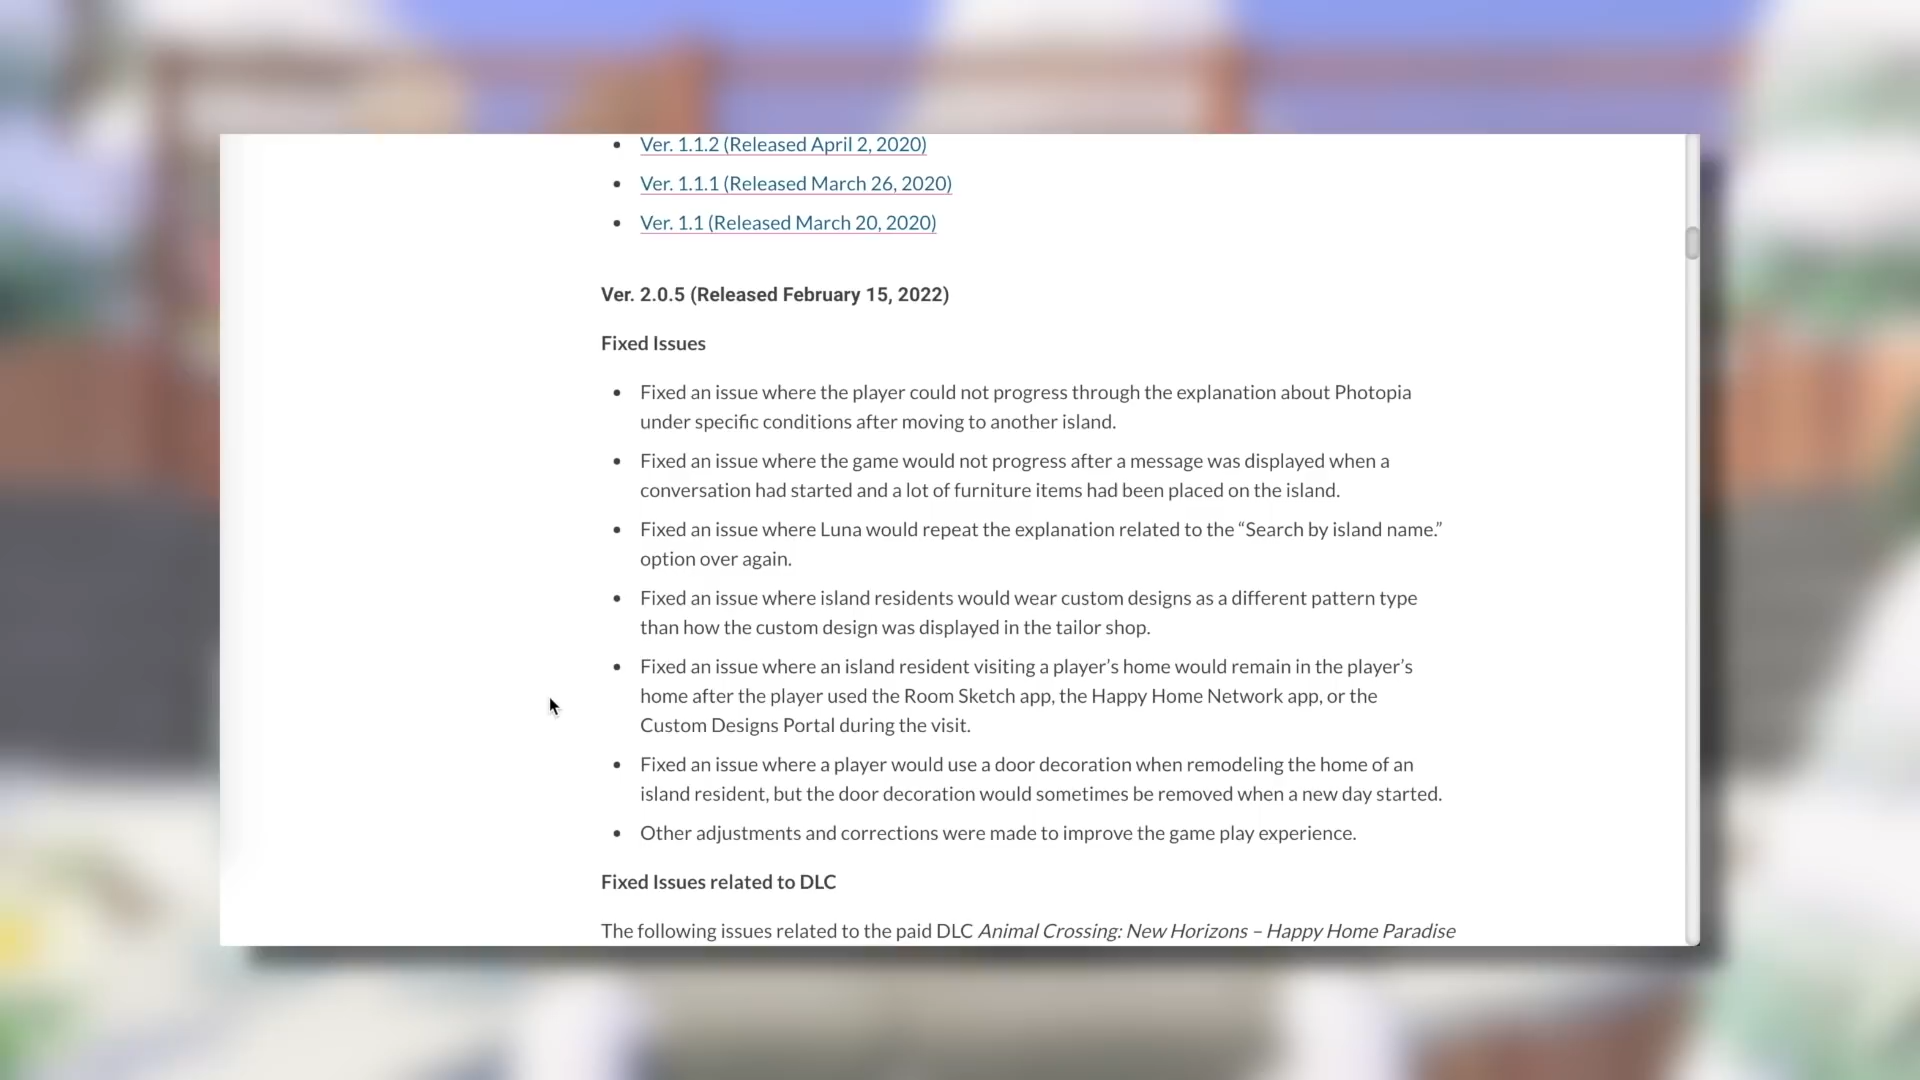 Ver. 1.1.2 (Released April 2, 2020)
Ver. 1.1.1 (Released March 26, 2020)
Ver. 1.1 (Released March 20, 2020)
Ver. 2.0.5 (Released February 15, 2022)
Fixed Issues
Fixed an issue where the player could not progress through the explanation about Photopia
under specific conditions after moving to another island.
Fixed an issue where the game would not progress after a message was displayed when a
conversation had started and a lot of furniture items had been placed on the island.
Fixed an issue where Luna would repeat the explanation related to the “Search by island name.”
option over again.
Fixed an issue where island residents would wear custom designs as a different pattern type
than how the custom design was displayed in the tailor shop.
Fixed an issue where an island resident visiting a player’s home would remain in the player’s
home after the player used the Room Sketch app, the Happy Home Network app, or the
Custom Designs Portal during the visit.
Fixed an issue where a player would use a door decoration when remodeling the home of an
island resident, but the door decoration would sometimes be removed when a new day started.
Other adjustments and corrections were made to improve the game play experience.
Fixed Issues related to DLC
The following issues related to the paid DLC Animal Crossing: New Horizons – Happy Home Paradise